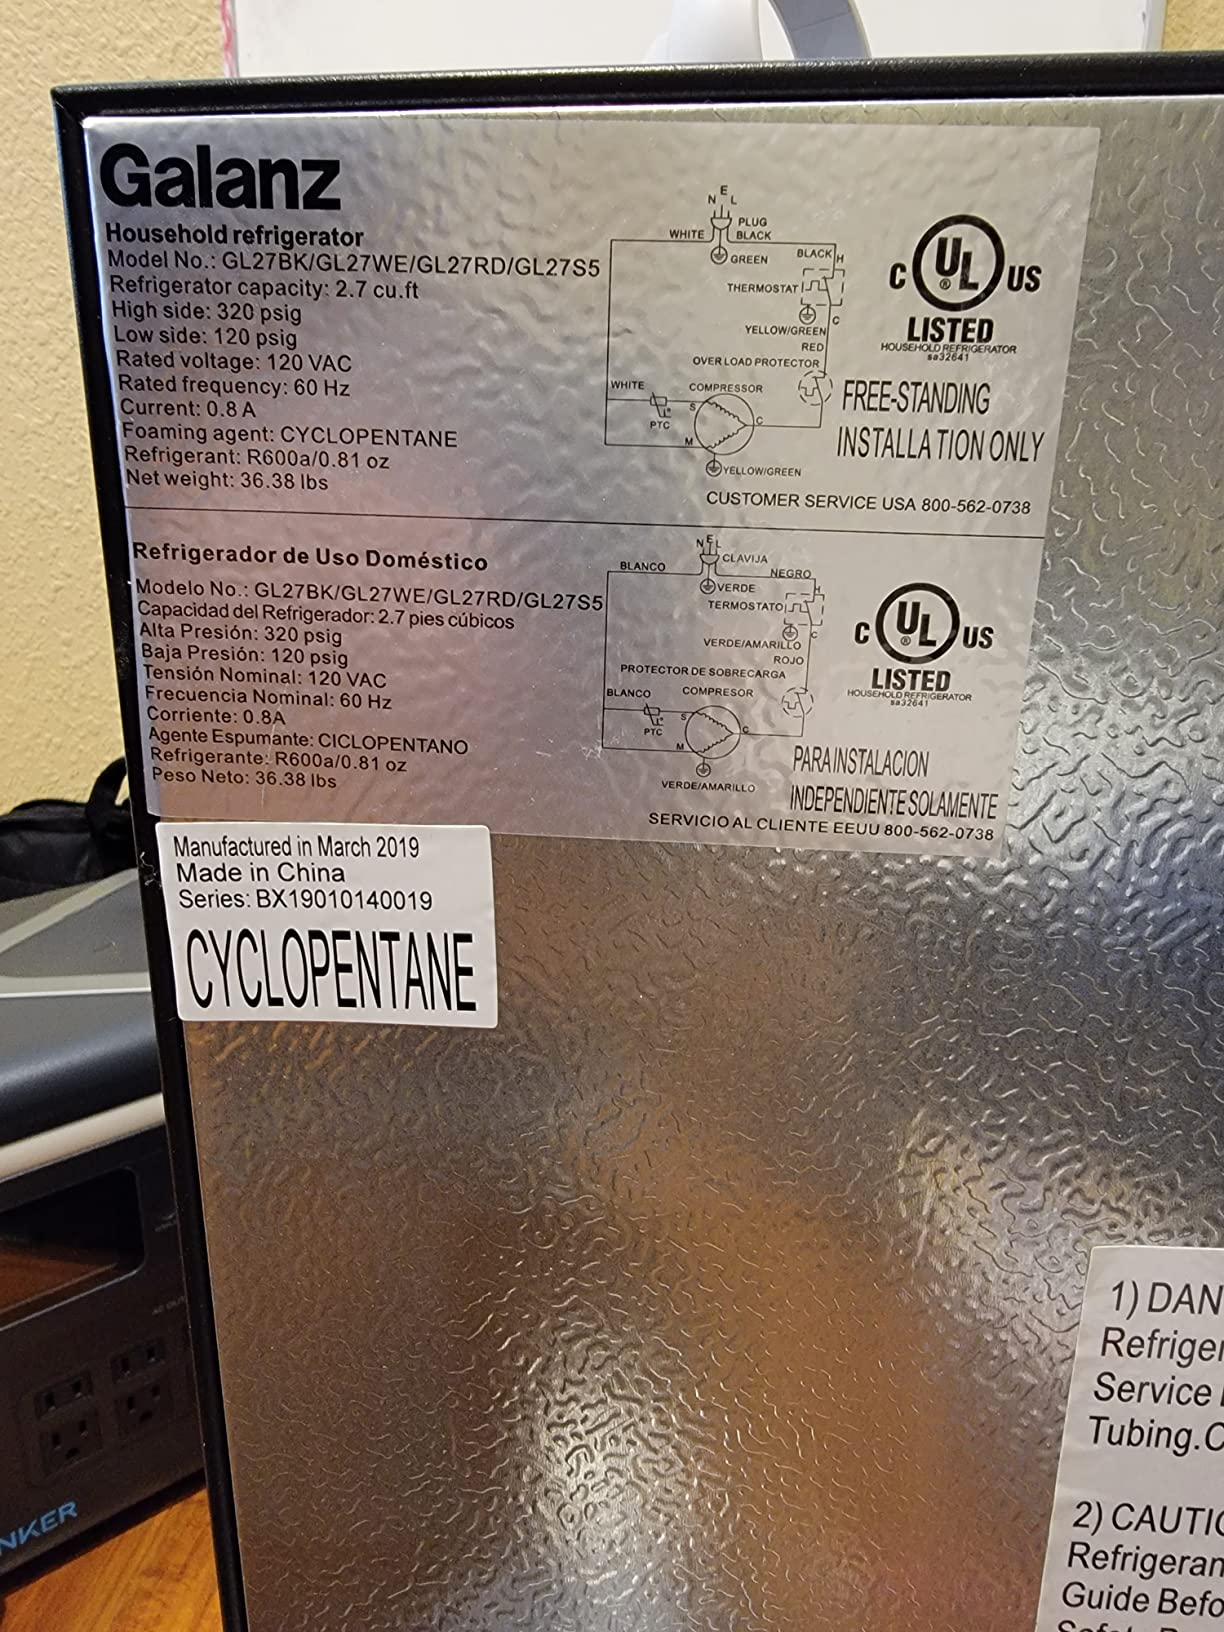 Galanz
Household refrigerator
Model No.: GL27BK/GL27WE/GL27RD/GL27S5
Refrigerator capacity: 2.7 cu.ft
High side: 320 psig
Low side: 120 psig
Rated voltage: 120 VAC
Rated frequency: 60 Hz
Current: 0.8 A
Foaming agent: CYCLOPENTANE
Refrigerant: R600a/0.81 oz
Net weight: 36.38 lbs
N E L
PLUG
WHITE BLACK
GREEN
BLACK H
THERMOSTAT
C
YELLOW/GREEN
RED
OVER LOAD PROTECTOR
WHITE
COMPRESSOR
S
PTC
C
M
YELLOW/GREEN
C UL ® US
LISTED
HOUSEHOLD REFRIGERATOR
sa32641
FREE-STANDING
INSTALLATION ONLY
CUSTOMER SERVICE USA 800-562-0738
Refrigerador de Uso Doméstico
Modelo No.: GL27BK/GL27WE/GL27RD/GL27S5
Capacidad del Refrigerador: 2.7 pies cúbicos
Alta Presión: 320 psig
Baja Presión: 120 psig
Tensión Nominal: 120 VAC
Frecuencia Nominal: 60 Hz
Corriente: 0.8A
Agente Espumante: CICLOPENTANO
Refrigerante: R600a/0.81 oz
Peso Neto: 36.38 lbs
N E L
CLAVIJA
BLANCO
NEGRO
VERDE
H
TERMOSTATO
C
VERDE/AMARILLO
ROJO
PROTECTOR DE SOBRECARGA
BLANCO
COMPRESOR
S
PTC
C
M
VERDE/AMARILLO
C UL ® US
LISTED
HOUSEHOLD REFRIGERATOR
sa32641
PARA INSTALACION
INDEPENDIENTE SOLAMENTE
SERVICIO AL CLIENTE EEUU 800-562-0738
Manufactured in March 2019
Made in China
Series: BX19010140019
CYCLOPENTANE
1) DAN
Refriger
Service
Tubing.
2) CAUTIO
Refrigeran
Guide Befo
NKER